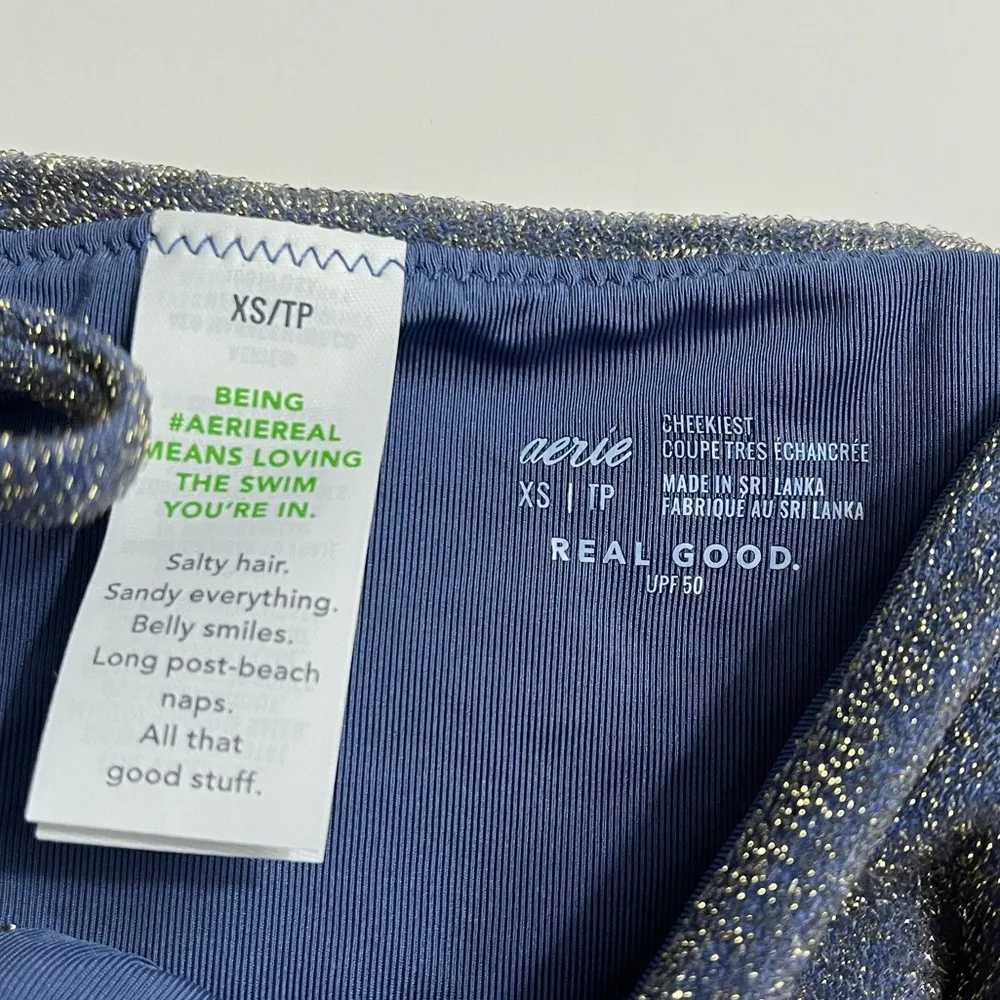 XS/TP
BEING
#AERIEREAL
MEANS LOVING
THE SWIM
YOU'RE IN.
Salty hair.
Sandy everything.
Belly smiles.
Long post-beach
naps.
All that
good stuff.
aerie
XS | TP
CHEEKIEST
COUPE TRES ÉCHANCRÉE
MADE IN SRI LANKA
FABRIQUÉ AU SRI LANKA
REAL GOOD.
UPF 50